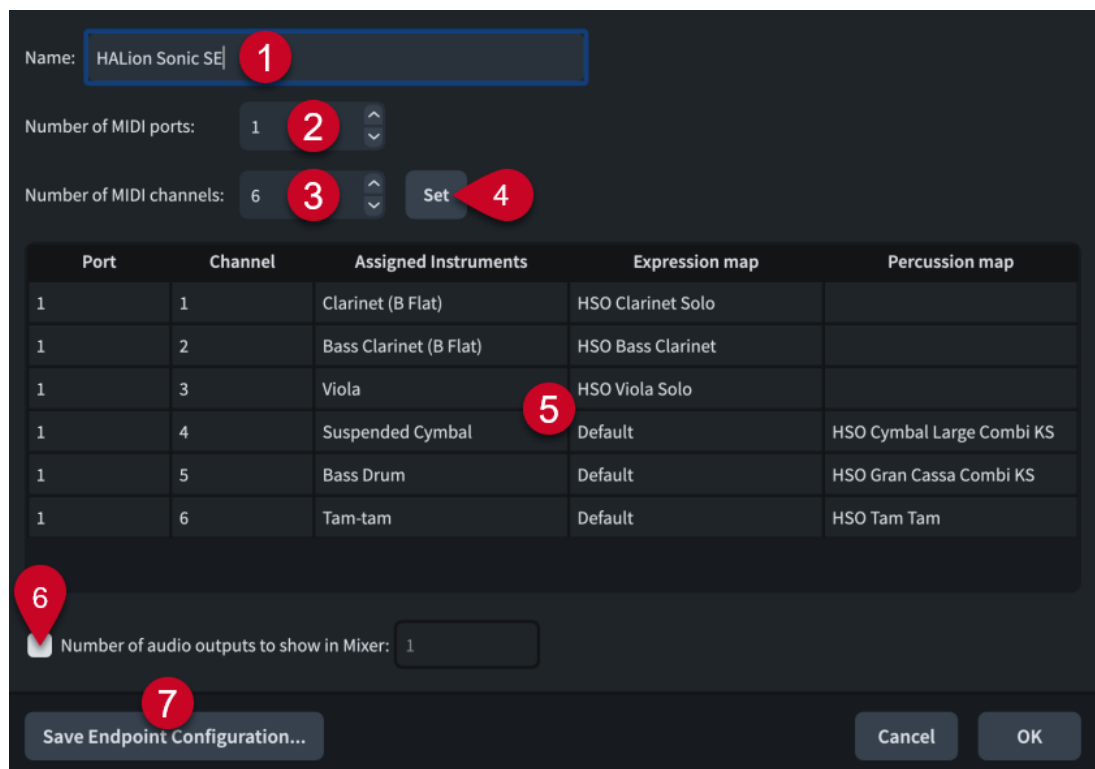 Name: HALion Sonic SE 1
Number of MIDI ports: 1 2
Number of MIDI channels: 6 3 Set 4
Port Channel Assigned Instruments Expression map Percussion map
1 1 Clarinet (B Flat) HSO Clarinet Solo
1 2 Bass Clarinet (B Flat) HSO Bass Clarinet
1 3 Viola HSO Viola Solo
5
1 4 Suspended Cymbal Default HSO Cymbal Large Combi KS
1 5 Bass Drum Default HSO Gran Cassa Combi KS
1 6 Tam-tam Default HSO Tam Tam
6
Number of audio outputs to show in Mixer: 1
7
Save Endpoint Configuration... Cancel OK